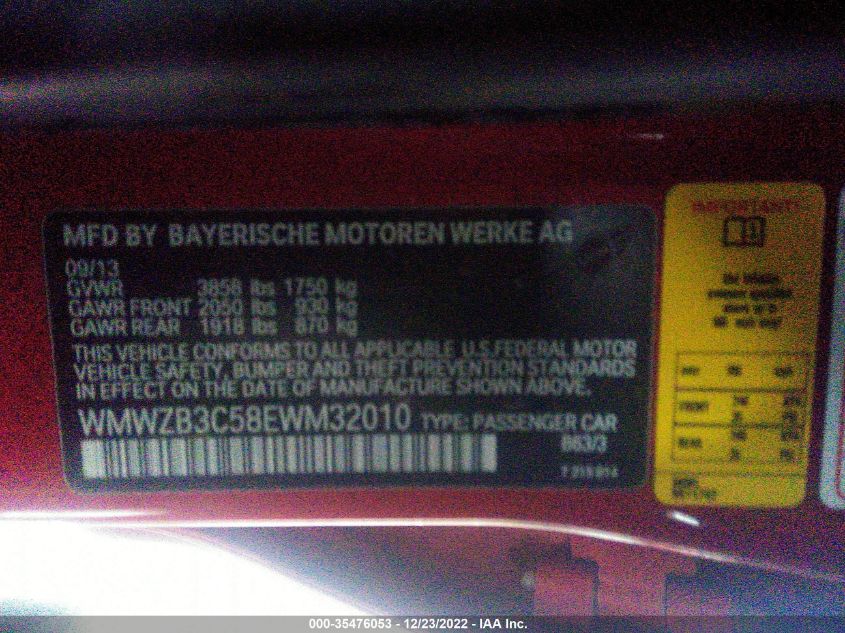 MFD BY BAYERISCHE MOTOREN WERKE AG
09/13
GVWR 3858 lbs 1750 kg
GAWR FRONT 2050 lbs 930 kg
GAWR REAR 1918 lbs 870 kg
THIS VEHICLE CONFORMS TO ALL APPLICABLE U.S.FEDERAL MOTOR
VEHICLE SAFETY, BUMPER AND THEFT PREVENTION STANDARDS
IN EFFECT ON THE DATE OF MANUFACTURE SHOWN ABOVE.
WMWZB3C58EWM32010 TYPE: PASSENGER CAR
IMPORTANT!
FRONT
REAR
000-35476053 - 12/23/2022 - IAA Inc.